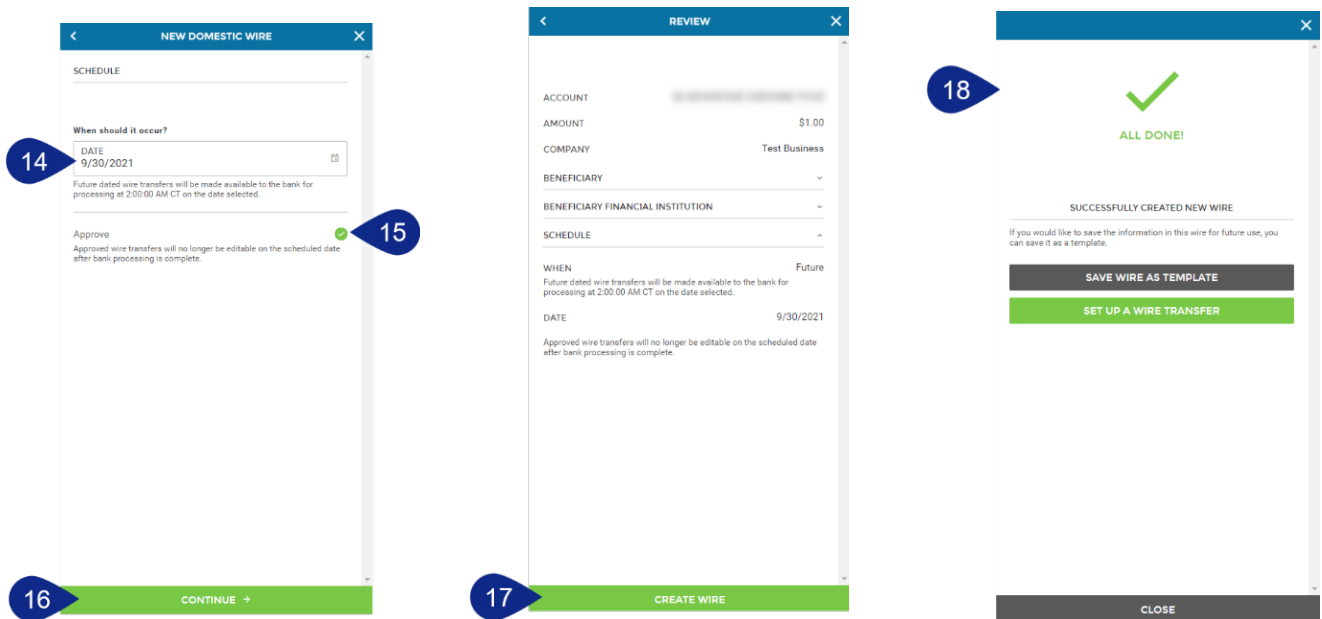 NEW DOMESTIC WIRE
SCHEDULE
When should it occur?
14
DATE
9/30/2021
Future dated wire transfers will be made available to the bank for
processing at 2:00:00 AM CT on the date selected.
Approve
15
Approved wire transfers will no longer be editable on the scheduled date
after bank processing is complete.
16
CONTINUE →
REVIEW
ACCOUNT
AMOUNT $1.00
COMPANY Test Business
BENEFICIARY
BENEFICIARY FINANCIAL INSTITUTION
SCHEDULE
WHEN Future
Future dated wire transfers will be made available to the bank for
processing at 2:00:00 AM CT on the date selected.
DATE 9/30/2021
Approved wire transfers will no longer be editable on the scheduled date
after bank processing is complete.
17
CREATE WIRE
18
ALL DONE!
SUCCESSFULLY CREATED NEW WIRE
If you would like to save the information in this wire for future use, you
can save it as a template.
SAVE WIRE AS TEMPLATE
SET UP A WIRE TRANSFER
CLOSE